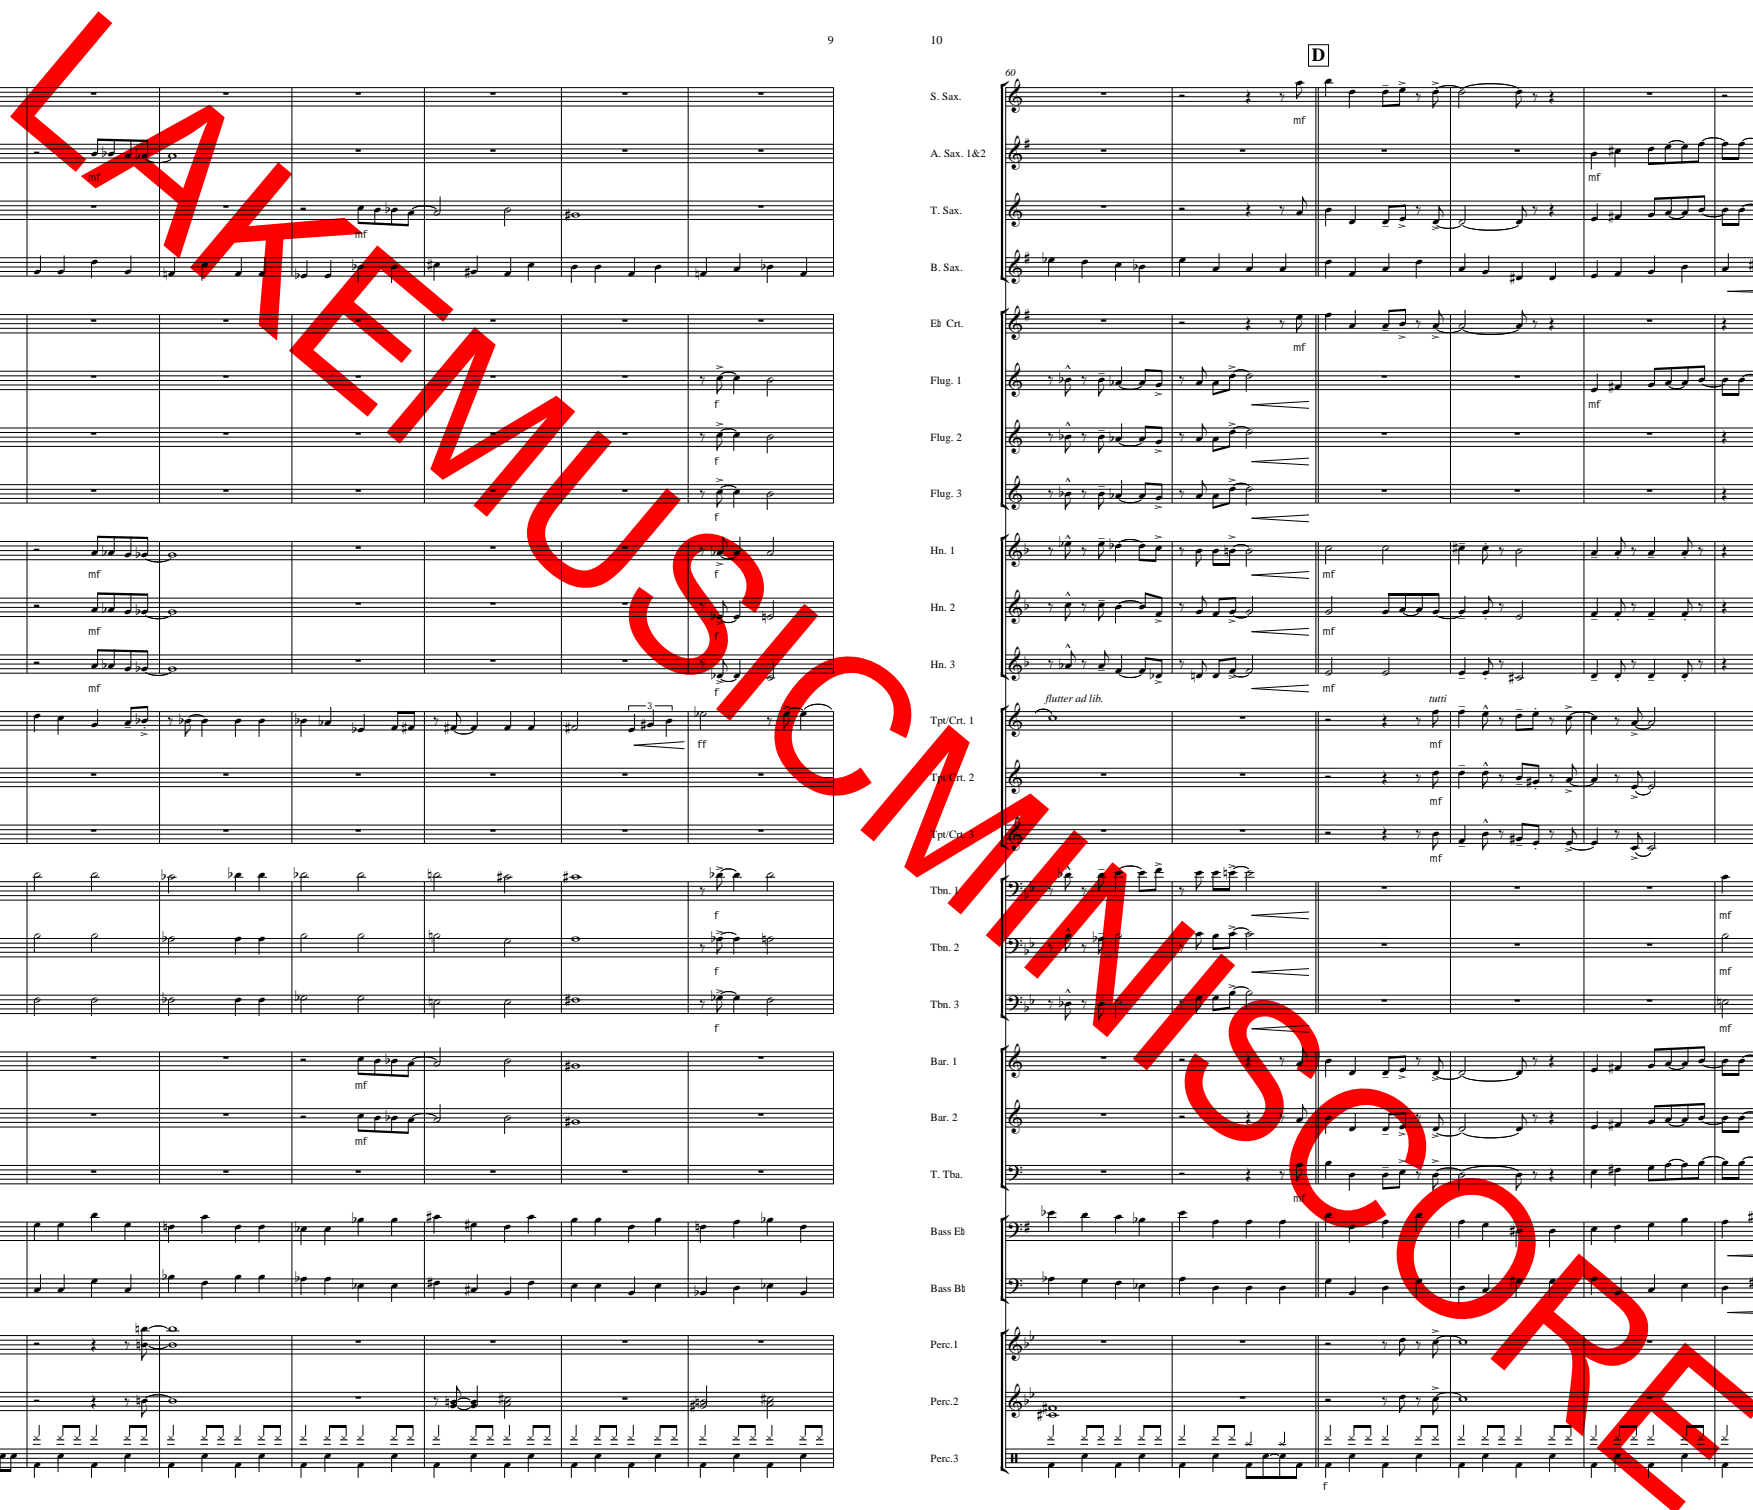 9
10
D
60
S. Sax.
mf
A. Sax. 1&2
mf
mf
T. Sax.
mf
B. Sax.
E♭ Crt.
mf
Flug. 1
f
mf
Flug. 2
f
Flug. 3
f
Hn. 1
mf
f
mf
Hn. 2
mf
f
mf
Hn. 3
mf
f
mf
flutter ad lib.
tutti
Tpt/Crt. 1
3
ff
mf
Tpt/Crt. 2
mf
Tpt/Crt. 3
mf
Tbn. 1
f
mf
Tbn. 2
f
mf
Tbn. 3
f
mf
Bar. 1
mf
Bar. 2
mf
T. Tba.
mf
Bass E♭
Bass B♭
Perc.1
Perc.2
Perc.3
f
LAKEMUSICMINISCORE